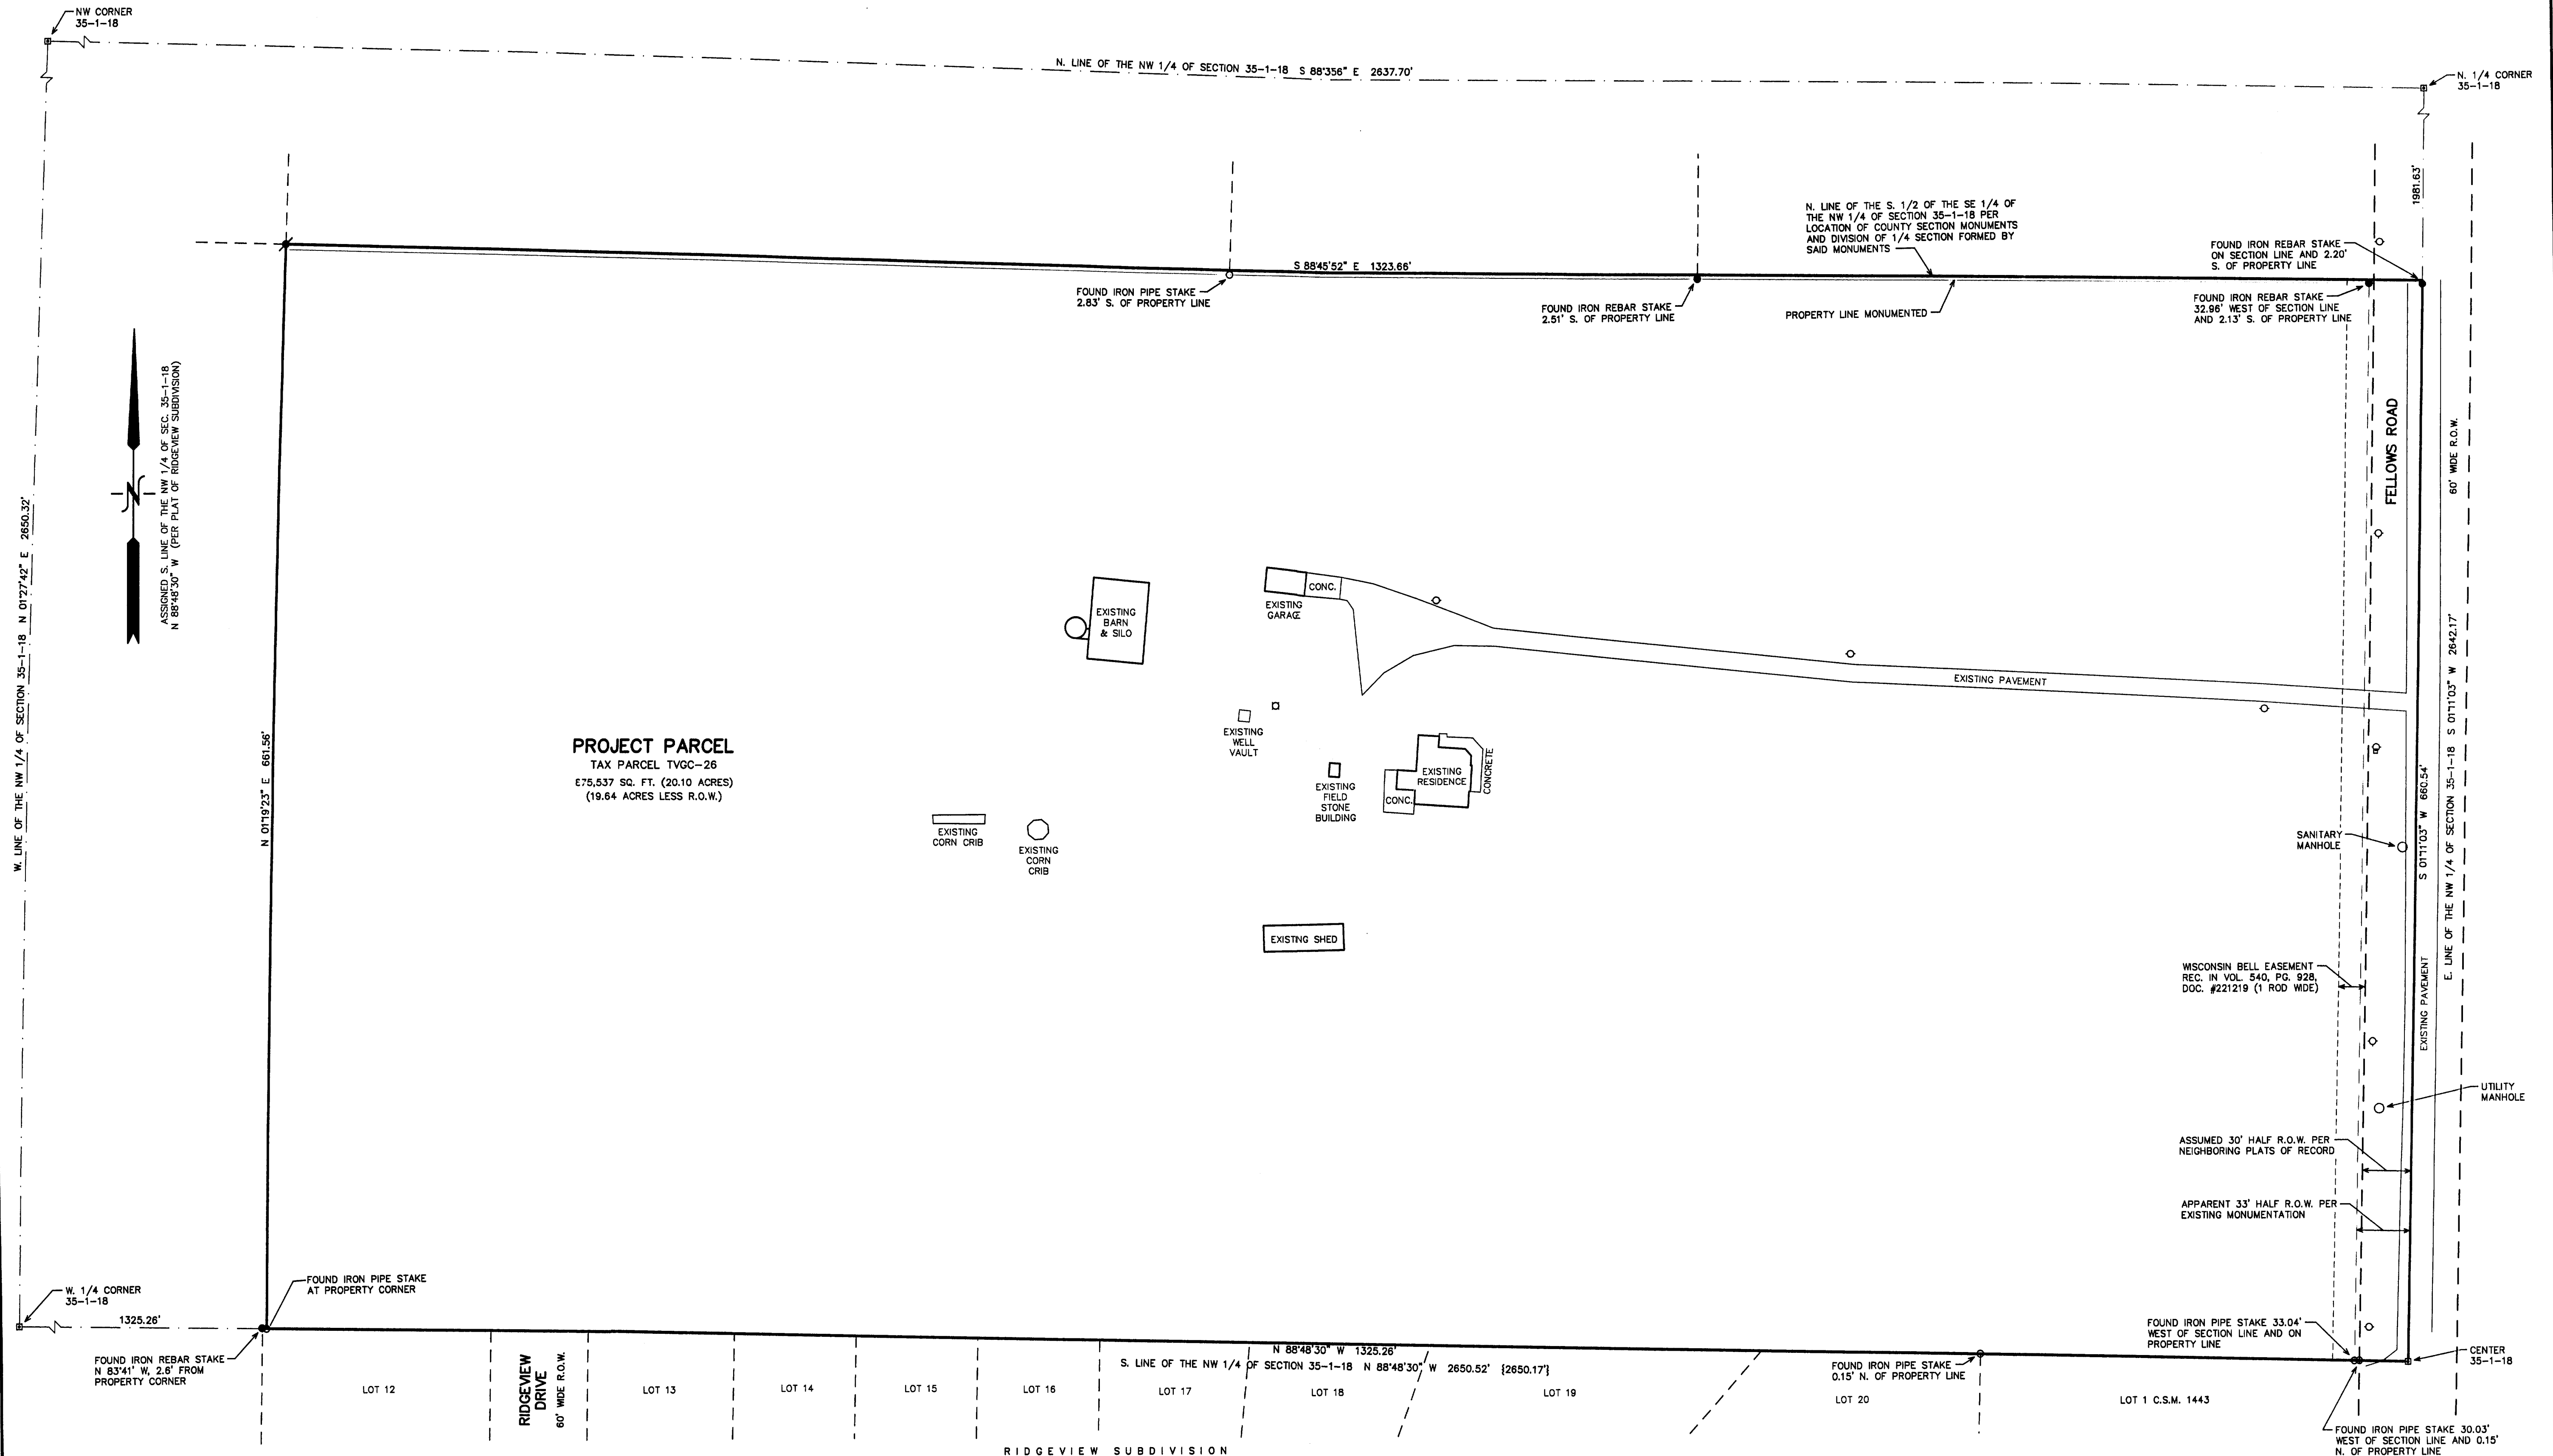 NW CORNER
35-1-18
N. LINE OF THE NW 1/4 OF SECTION 35-1-18 S 88°356" E 2637.70'
N. 1/4 CORNER
35-1-18
1981.63'
N. LINE OF THE S. 1/2 OF THE SE 1/4 OF
THE NW 1/4 OF SECTION 35-1-18 PER
LOCATION OF COUNTY SECTION MONUMENTS
AND DIVISION OF 1/4 SECTION FORMED BY
SAID MONUMENTS
FOUND IRON REBAR STAKE
ON SECTION LINE AND 2.20'
S. OF PROPERTY LINE
S 88°45'52" E 1323.66'
FOUND IRON PIPE STAKE
2.83' S. OF PROPERTY LINE
FOUND IRON REBAR STAKE
2.51' S. OF PROPERTY LINE
PROPERTY LINE MONUMENTED
FOUND IRON REBAR STAKE
32.96' WEST OF SECTION LINE
AND 2.13' S. OF PROPERTY LINE
N
ASSIGNED S. LINE OF THE NW 1/4 OF SEC. 35-1-18
N 88°48'30" W (PER PLAT OF RIDGEVIEW SUBDIVISION)
W. LINE OF THE NW 1/4 OF SECTION 35-1-18 N 01°27'42" E 2650.32'
FELLOWS ROAD
60' WIDE R.O.W.
E. LINE OF THE NW 1/4 OF SECTION 35-1-18 S 01°11'03" W 2642.17'
EXISTING
BARN
& SILO
CONC.
EXISTING
GARAGE
EXISTING PAVEMENT
N 01°19'23" E 661.56'
PROJECT PARCEL
TAX PARCEL TVGC-26
E75,537 SQ. FT. (20.10 ACRES)
(19.64 ACRES LESS R.O.W.)
EXISTING
WELL
VAULT
EXISTING
FIELD
STONE
BUILDING
EXISTING
RESIDENCE
CONC.
CONCRETE
S 01°11'03" W 660.54'
EXISTING
CORN CRIB
EXISTING
CORN
CRIB
SANITARY
MANHOLE
EXISTING SHED
WISCONSIN BELL EASEMENT
REC. IN VOL. 540, PG. 928,
DOC. #221219 (1 ROD WIDE)
EXISTING PAVEMENT
UTILITY
MANHOLE
ASSUMED 30' HALF R.O.W. PER
NEIGHBORING PLATS OF RECORD
APPARENT 33' HALF R.O.W. PER
EXISTING MONUMENTATION
FOUND IRON PIPE STAKE
AT PROPERTY CORNER
W. 1/4 CORNER
35-1-18
1325.26'
FOUND IRON REBAR STAKE
N 83°41' W, 2.6' FROM
PROPERTY CORNER
FOUND IRON PIPE STAKE 33.04'
WEST OF SECTION LINE AND ON
PROPERTY LINE
N 88°48'30" W 1325.26'
S. LINE OF THE NW 1/4 OF SECTION 35-1-18 N 88°48'30" W 2650.52' {2650.17'}
FOUND IRON PIPE STAKE
0.15' N. OF PROPERTY LINE
CENTER
35-1-18
LOT 12
RIDGEVIEW
DRIVE
60' WIDE R.O.W.
LOT 13
LOT 14
LOT 15
LOT 16
LOT 17
LOT 18
LOT 19
LOT 20
LOT 1 C.S.M. 1443
FOUND IRON PIPE STAKE 30.03'
WEST OF SECTION LINE AND 0.15'
N. OF PROPERTY LINE
RIDGEVIEW SUBDIVISION